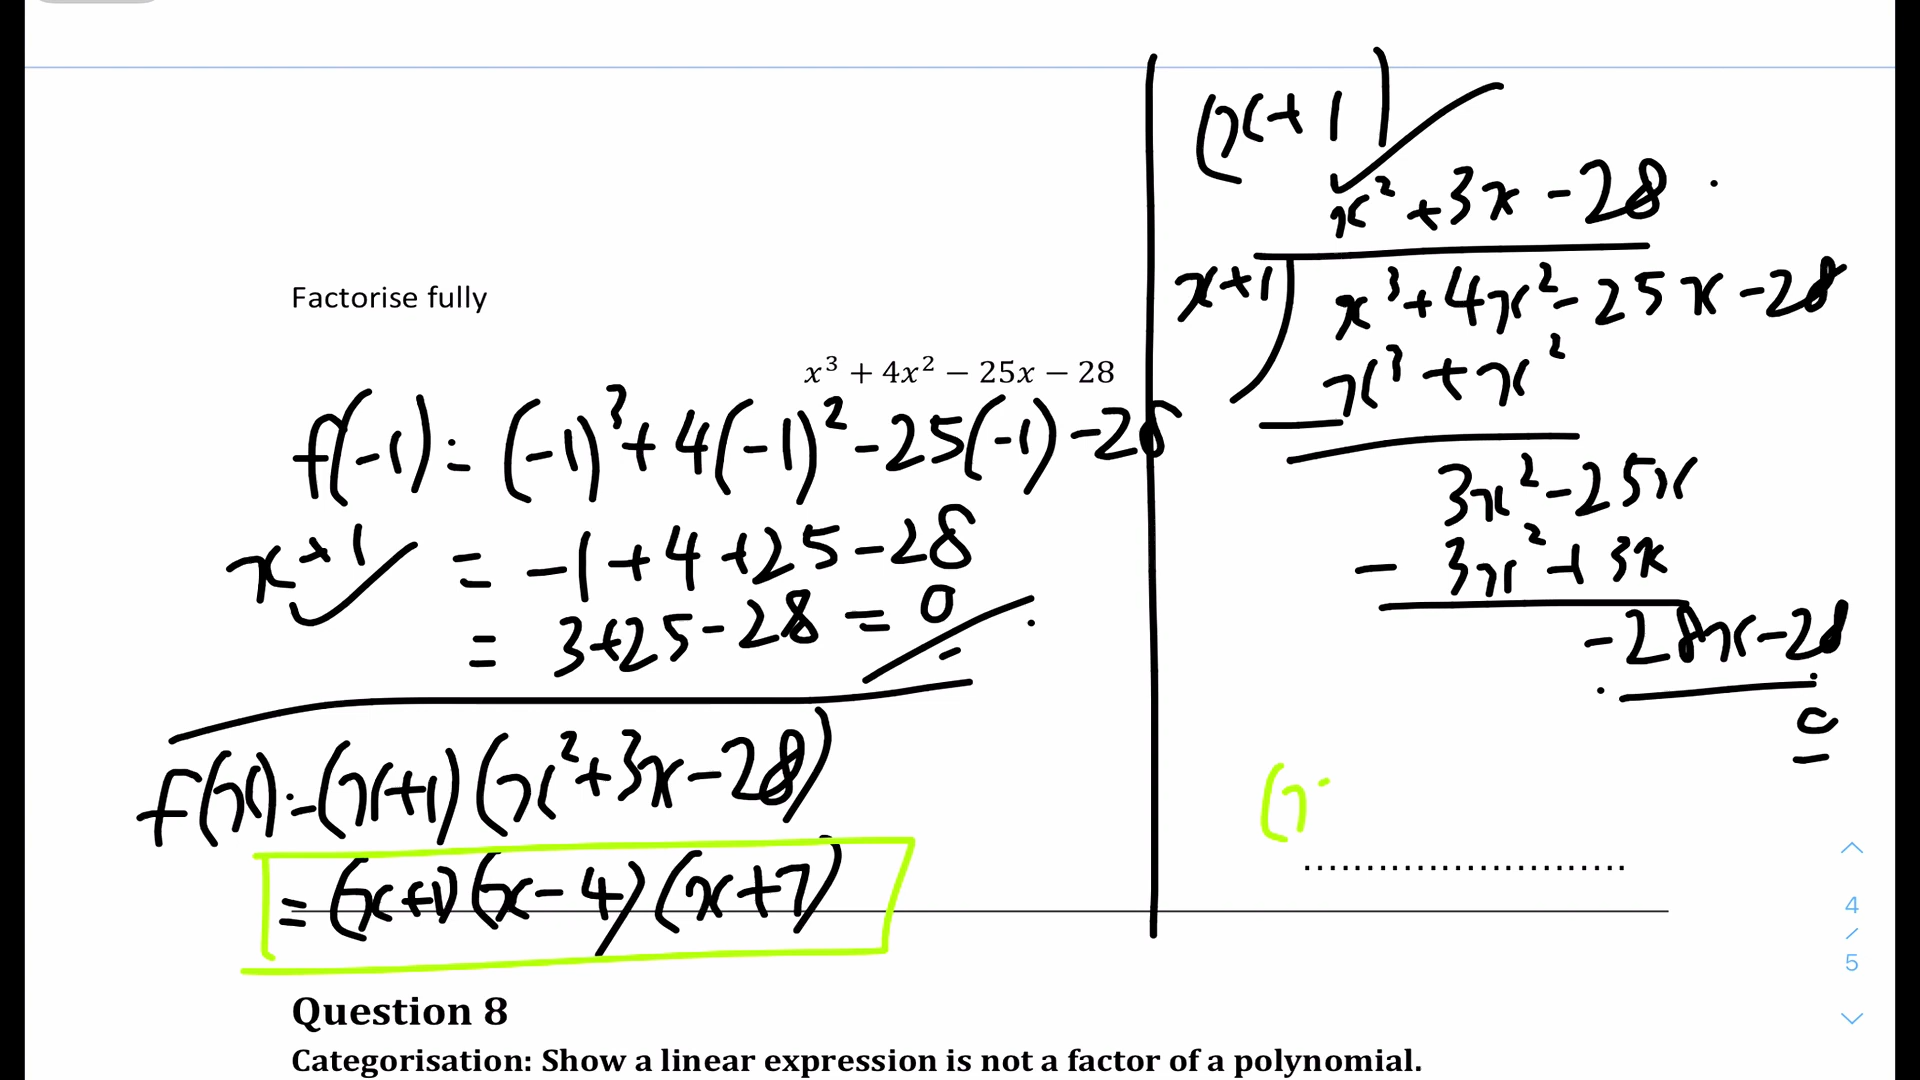 Factorise fully
x³ + 4x² − 25x − 28
f(-1) = (-1)³ + 4(-1)² - 25(-1) - 28
x+1 = -1 + 4 + 25 - 28
= 3+25-28 = 0
f(x) = (x+1)(x²+3x-28)
= (x+1)(x-4)(x+7)
(x+1)
x² + 3x - 28
x+1 x³ + 4x² - 25x - 28
- x³ + x²
3x² - 25x
- 3x² + 3x
-28x - 28
0
(x
..........................
4
/
5
Question 8
Categorisation: Show a linear expression is not a factor of a polynomial.